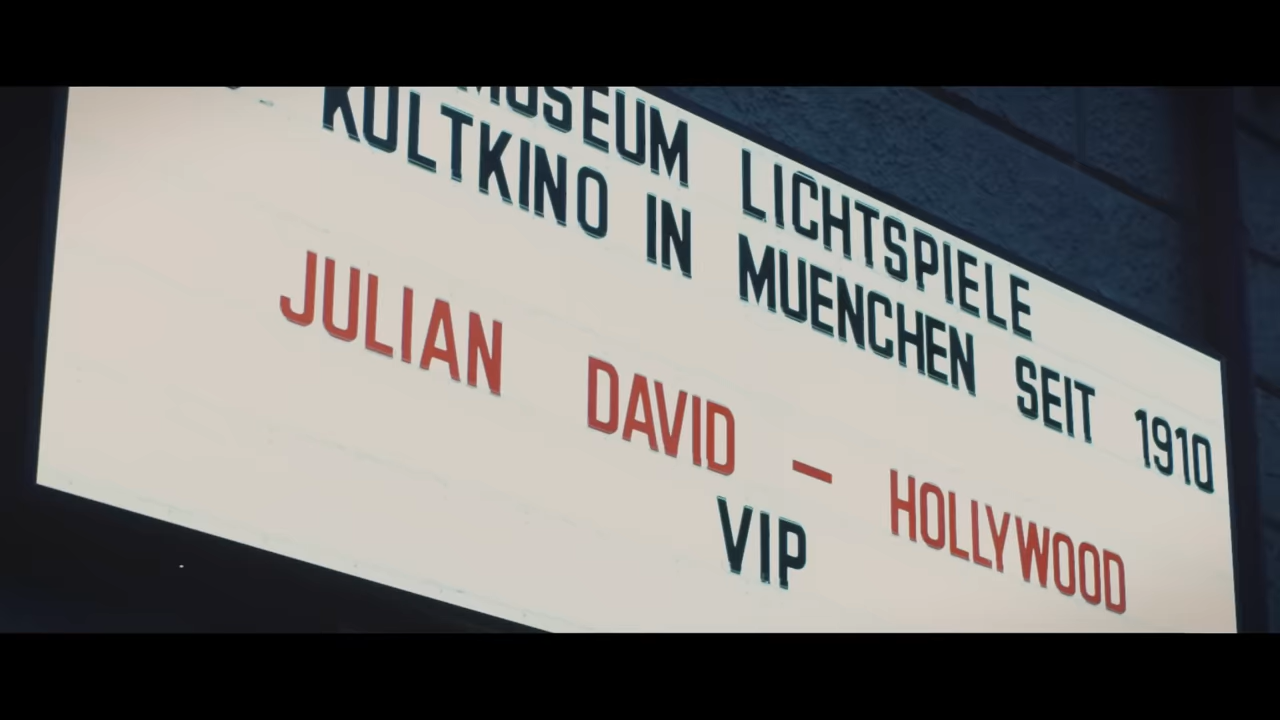 MUSEUM LICHTSPIELE
KULTKINO IN MUENCHEN SEIT 1910
JULIAN DAVID – HOLLYWOOD
VIP